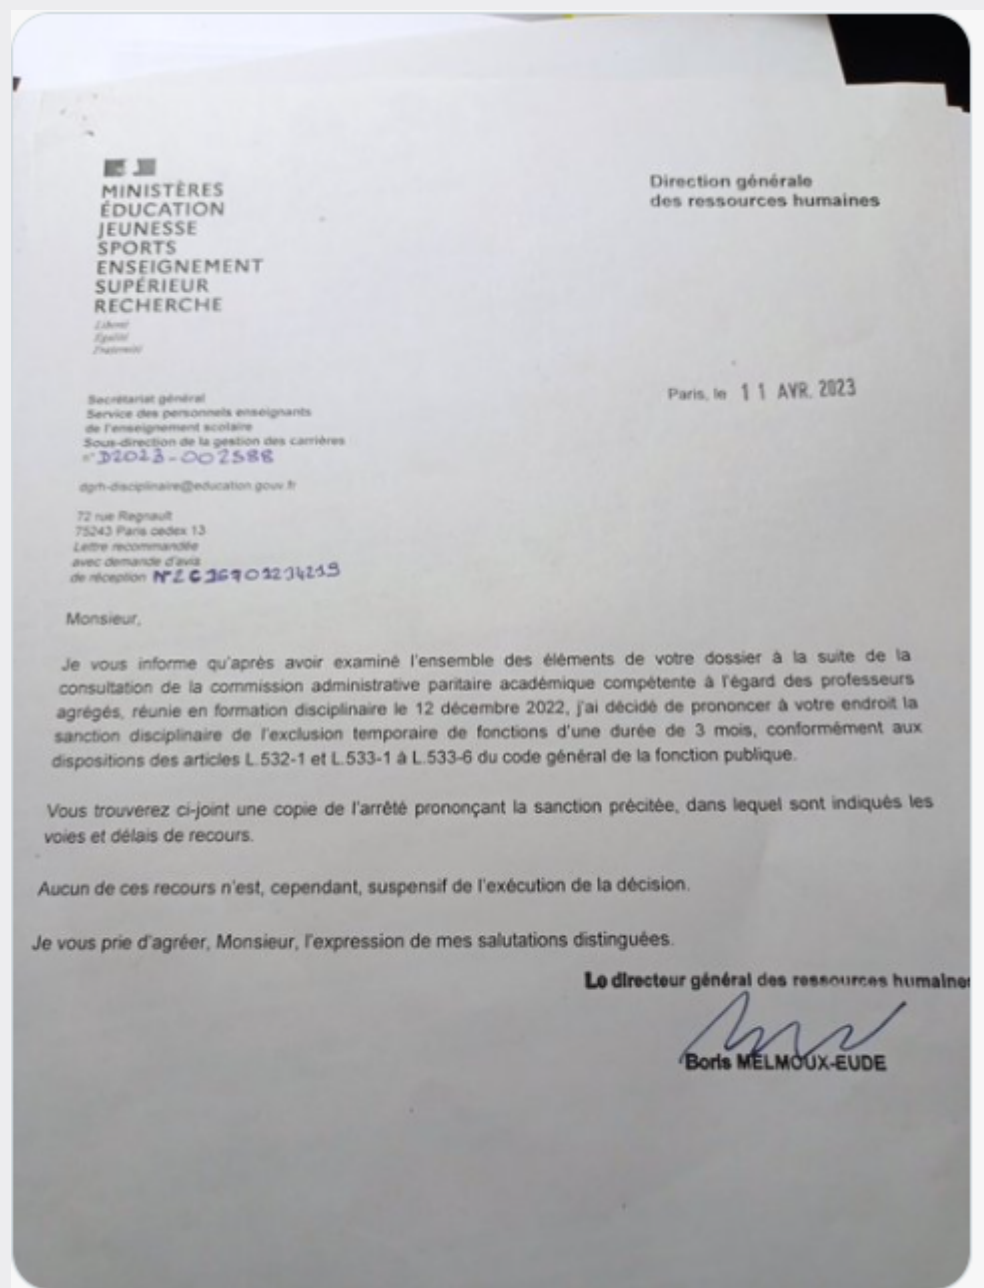 MINISTÈRES
ÉDUCATION
JEUNESSE
SPORTS
ENSEIGNEMENT
SUPÉRIEUR
RECHERCHE
Liberté
Égalité
Fraternité
Direction générale
des ressources humaines
Paris, le 11 AVR. 2023
Secrétariat général
Service des personnels enseignants
de l'enseignement scolaire
Sous-direction de la gestion des carrières
n° D2023-002588
dgrh-disciplinaire@education.gouv.fr
72 rue Regnault
75243 Paris cedex 13
Lettre recommandée
avec demande d'avis
de réception
Monsieur,
Je vous informe qu'après avoir examiné l'ensemble des éléments de votre dossier à la suite de la
consultation de la commission administrative paritaire académique compétente à l'égard des professeurs
agrégés, réunie en formation disciplinaire le 12 décembre 2022, j'ai décidé de prononcer à votre endroit la
sanction disciplinaire de l'exclusion temporaire de fonctions d'une durée de 3 mois, conformément aux
dispositions des articles L.532-1 et L.533-1 à L.533-6 du code général de la fonction publique.
Vous trouverez ci-joint une copie de l'arrêté prononçant la sanction précitée, dans lequel sont indiqués les
voies et délais de recours.
Aucun de ces recours n'est, cependant, suspensif de l'exécution de la décision.
Je vous prie d'agréer, Monsieur, l'expression de mes salutations distinguées.
Le directeur général des ressources humaines
Boris MELMOUX-EUDE